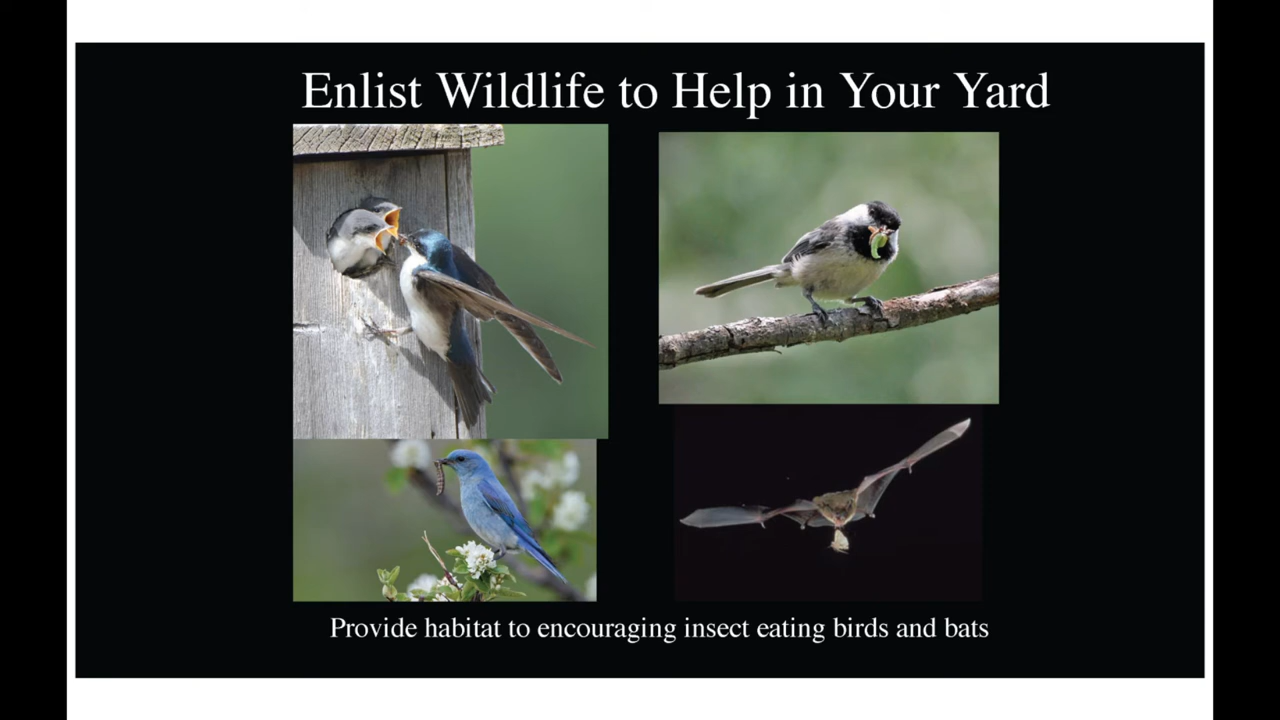 Enlist Wildlife to Help in Your Yard
Provide habitat to encouraging insect eating birds and bats